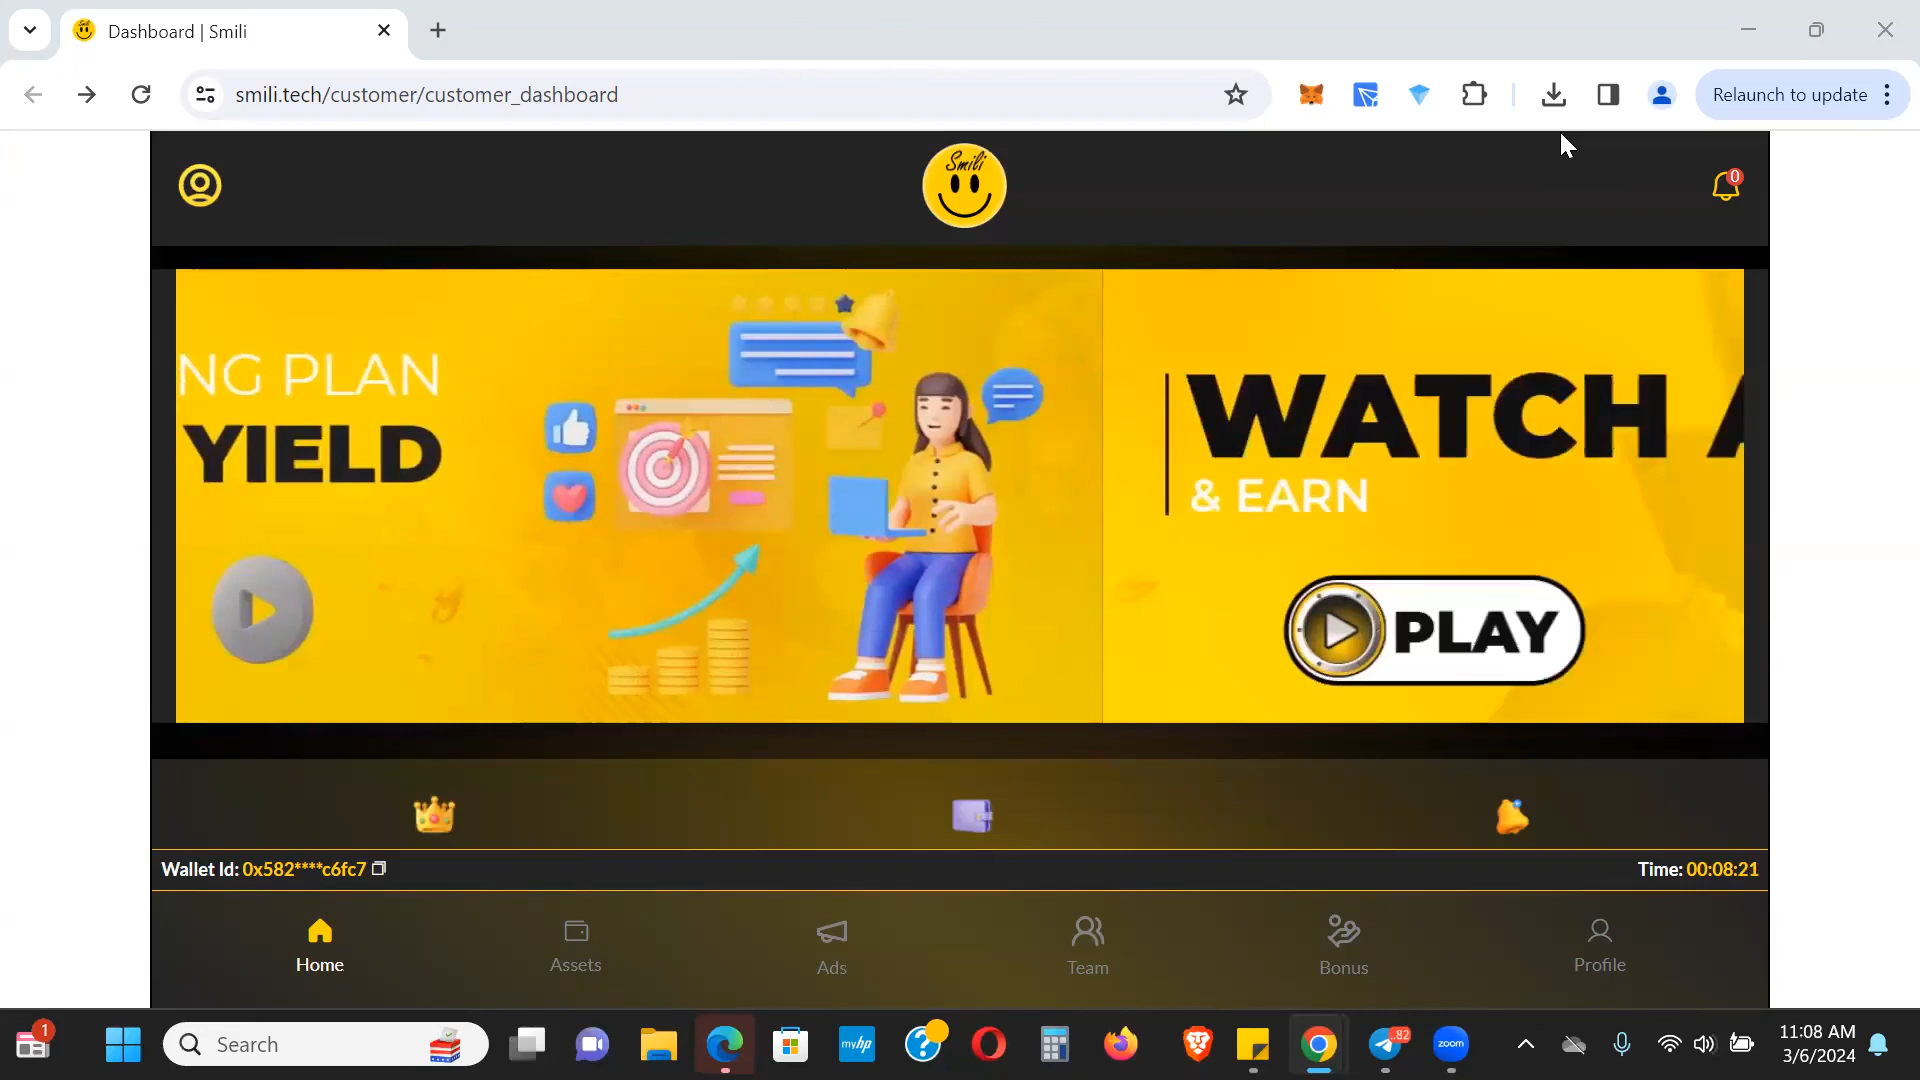 Dashboard | Smili
smili.tech/customer/customer_dashboard
Relaunch to update
Smili
0
NG PLAN
YIELD
WATCH
& EARN
PLAY
Wallet Id: 0x582****c6fc7
Time: 00:08:21
Home
Assets
Ads
Team
Bonus
Profile
1
Search
myhp
82
zoom
11:08 AM
3/6/2024